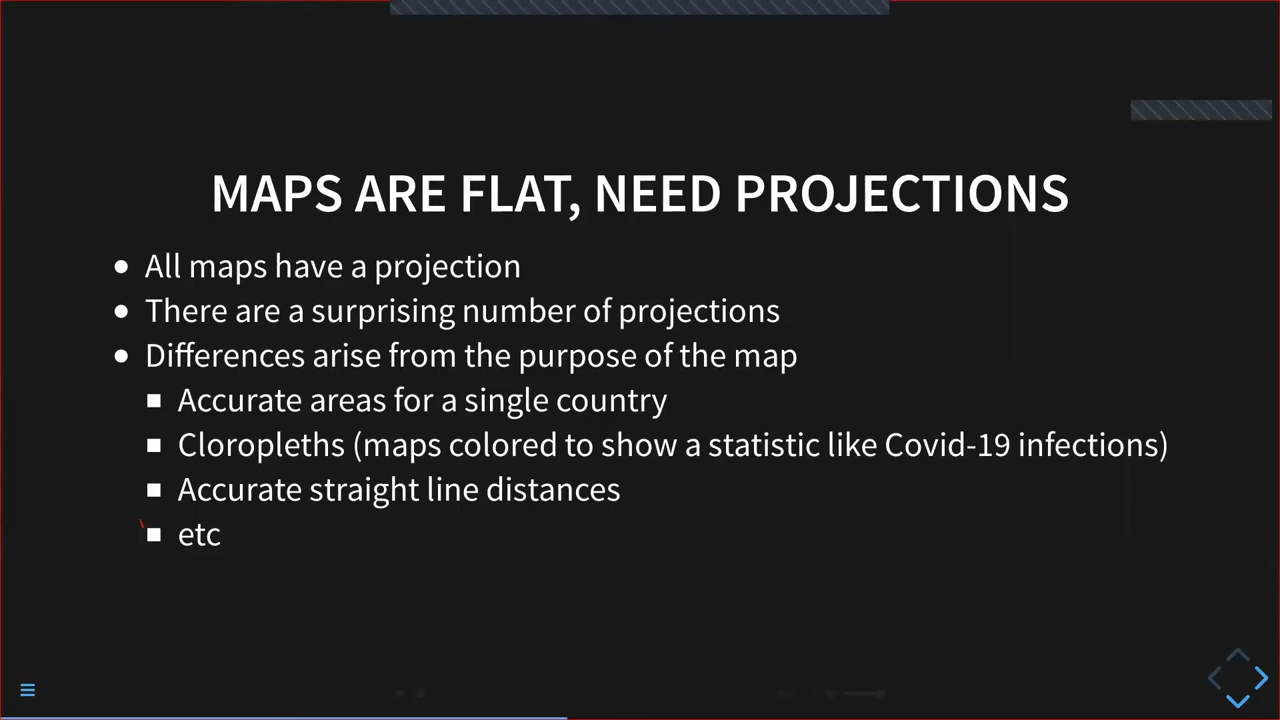 MAPS ARE FLAT, NEED PROJECTIONS
All maps have a projection
There are a surprising number of projections
Differences arise from the purpose of the map
Accurate areas for a single country
Cloropleths (maps colored to show a statistic like Covid-19 infections)
Accurate straight line distances
etc